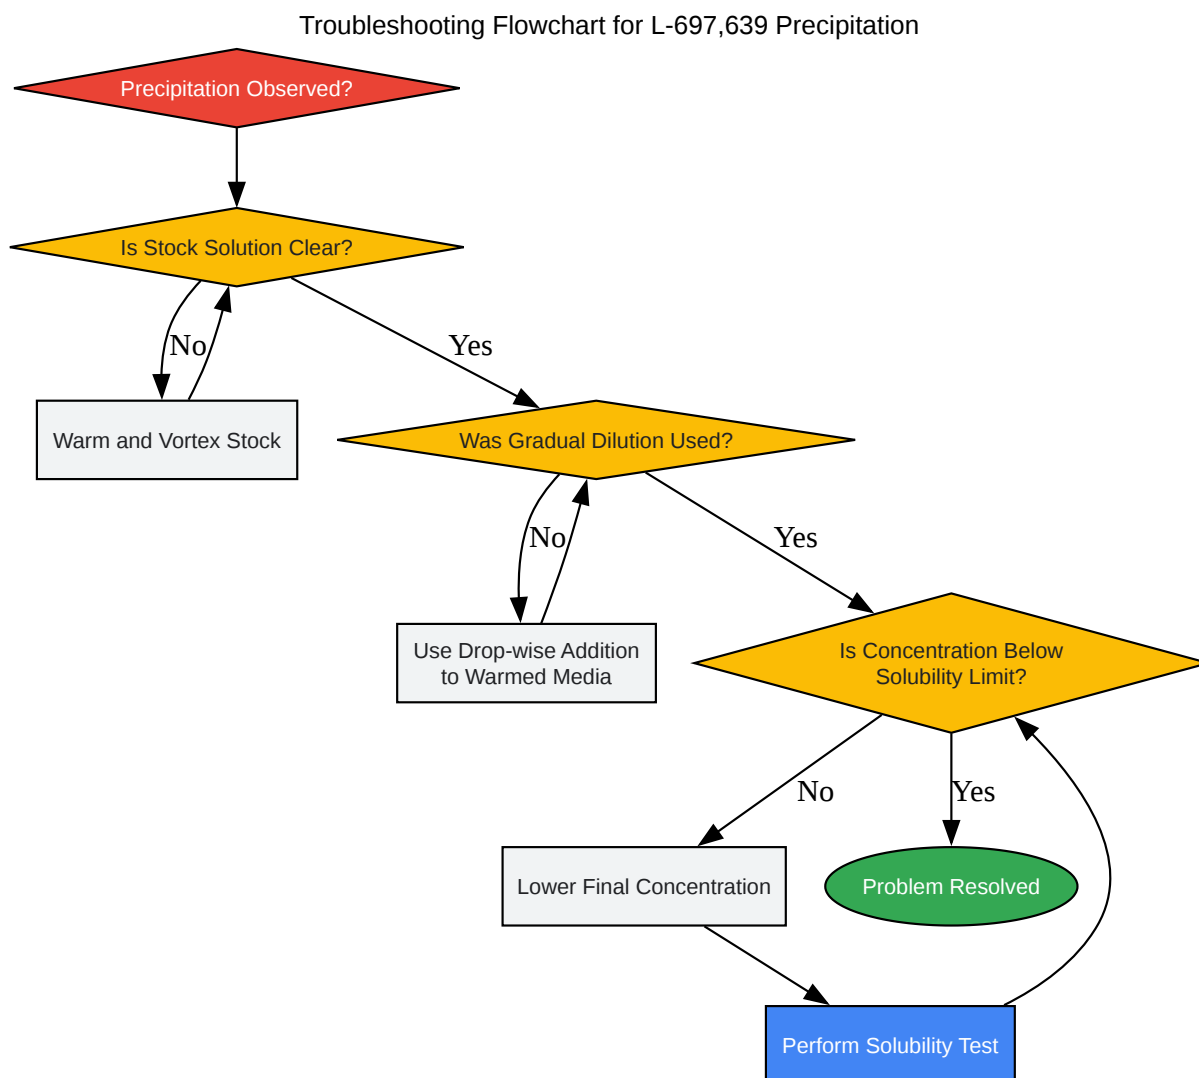 Troubleshooting Flowchart for L-697,639 Precipitation
Precipitation Observed?
Is Stock Solution Clear?
No
Yes
Warm and Vortex Stock
Was Gradual Dilution Used?
No
Yes
Use Drop-wise Addition
to Warmed Media
Is Concentration Below
Solubility Limit?
No
Yes
Lower Final Concentration
Problem Resolved
Perform Solubility Test